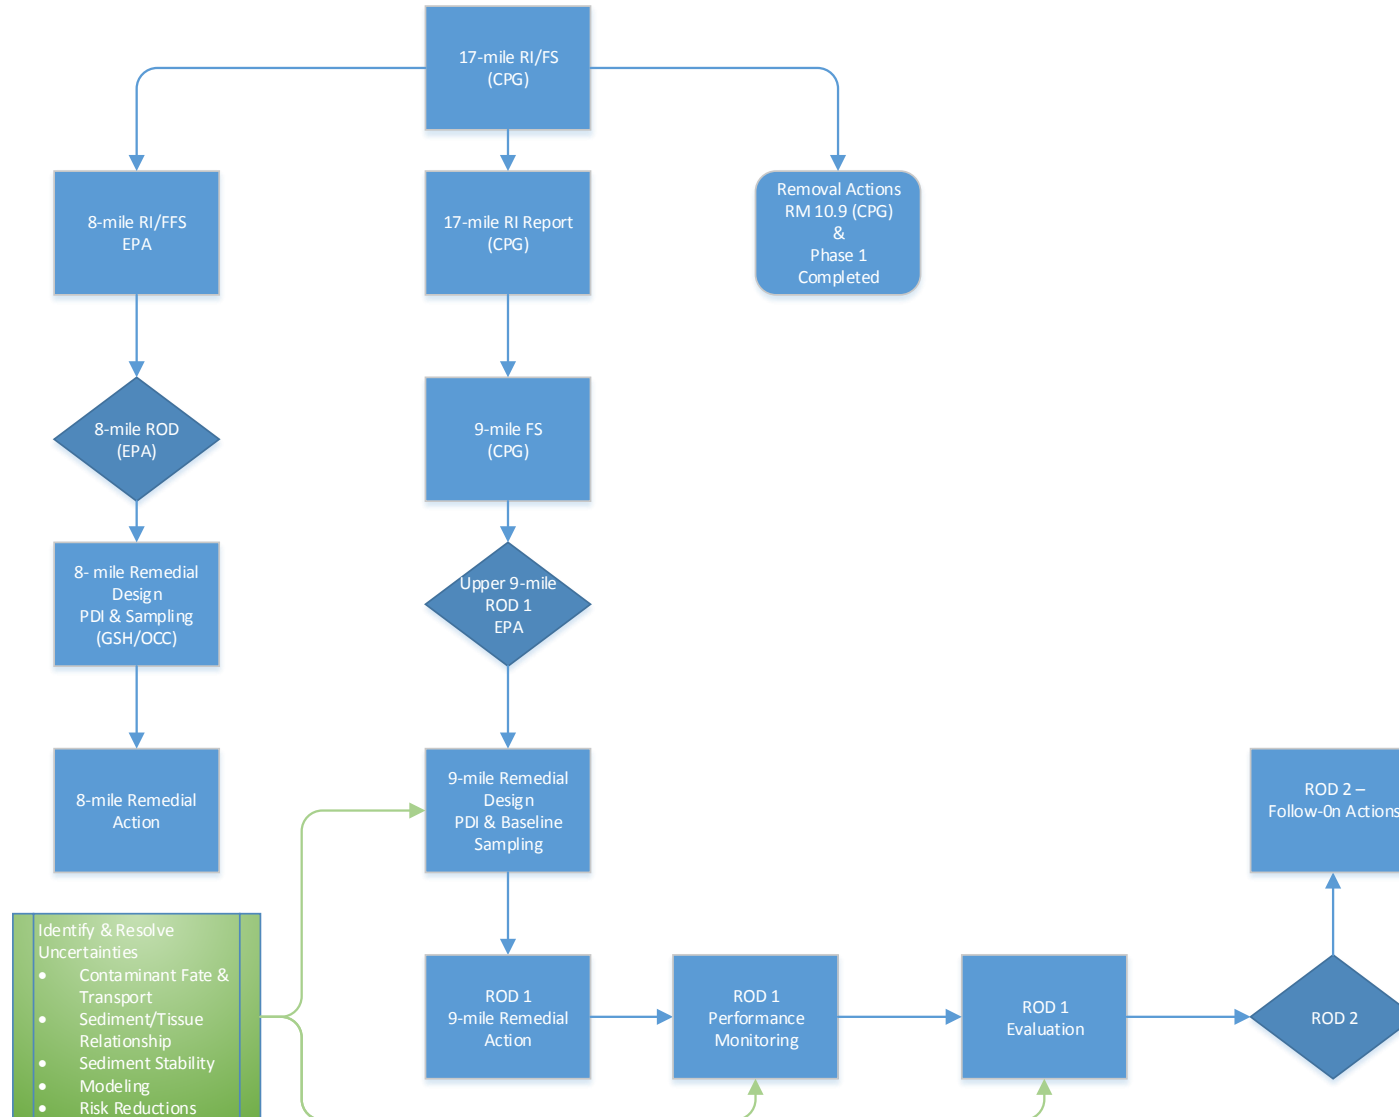 17-mile RI/FS
(CPG)
8-mile RI/FFS
EPA
17-mile RI Report
(CPG)
Removal Actions
RM 10.9 (CPG)
&
Phase 1
Completed
8-mile ROD
(EPA)
9-mile FS
(CPG)
8- mile Remedial
Design
PDI & Sampling
(GSH/OCC)
Upper 9-mile
ROD 1
EPA
8-mile Remedial
Action
9-mile Remedial
Design
PDI & Baseline
Sampling
ROD 2 –
Follow-0n Actions
Identify & Resolve
Uncertainties
• Contaminant Fate &
Transport
• Sediment/Tissue
Relationship
• Sediment Stability
• Modeling
• Risk Reductions
ROD 1
9-mile Remedial
Action
ROD 1
Performance
Monitoring
ROD 1
Evaluation
ROD 2